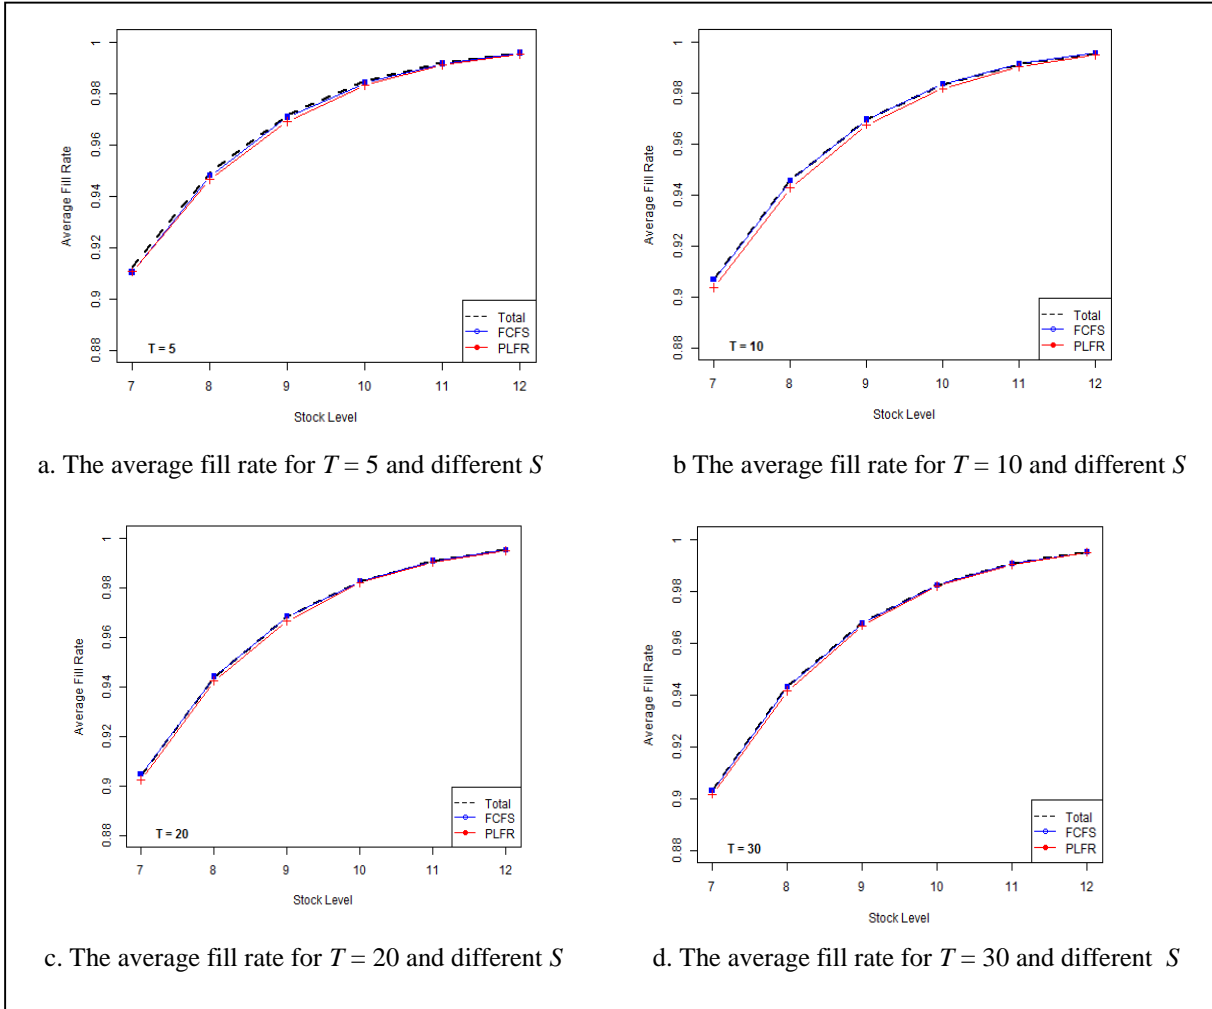 Average Fill Rate
1
0.98
0.96
0.94
0.92
0.9
0.88
T = 5
Total
FCFS
PLFR
7 8 9 10 11 12
Stock Level
a. The average fill rate for T = 5 and different S
Average Fill Rate
1
0.98
0.96
0.94
0.92
0.9
0.88
T = 10
Total
FCFS
PLFR
7 8 9 10 11 12
Stock Level
b The average fill rate for T = 10 and different S
Average Fill Rate
1
0.98
0.96
0.94
0.92
0.9
0.88
T = 20
Total
FCFS
PLFR
7 8 9 10 11 12
Stock Level
c. The average fill rate for T = 20 and different S
Average Fill Rate
1
0.98
0.96
0.94
0.92
0.9
0.88
T = 30
Total
FCFS
PLFR
7 8 9 10 11 12
Stock Level
d. The average fill rate for T = 30 and different S